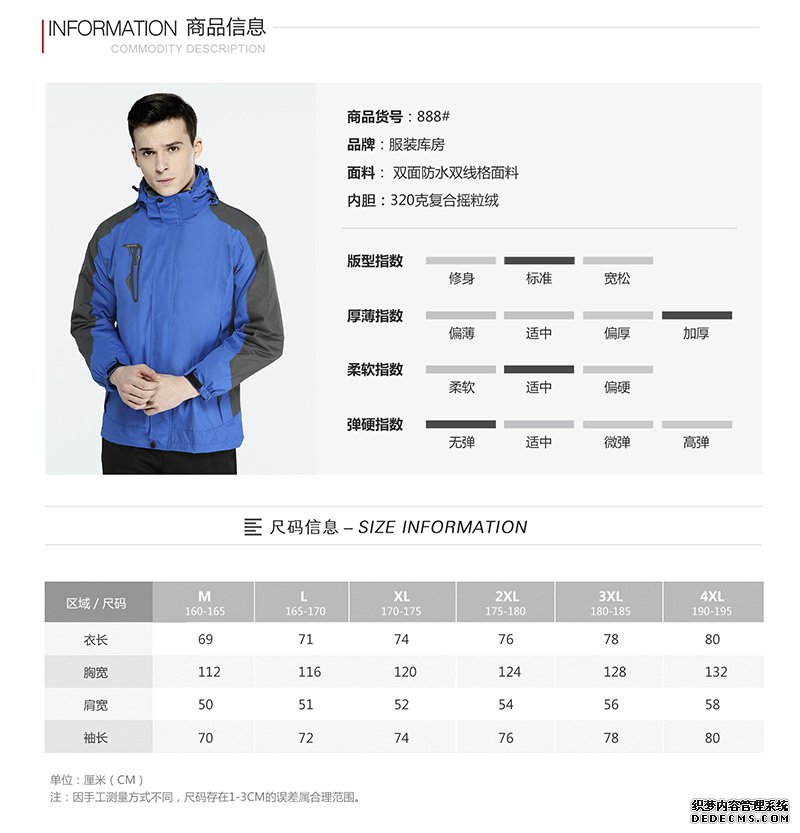 INFORMATION 商品信息
COMMODITY DESCRIPTION
商品货号：888#
品牌：服装库房
面料： 双面防水双线格面料
内胆：320克复合摇粒绒
版型指数
修身 标准 宽松
厚薄指数
偏薄 适中 偏厚 加厚
柔软指数
柔软 适中 偏硬
弹硬指数
无弹 适中 微弹 高弹
尺码信息 – SIZE INFORMATION
区域 / 尺码 M L XL 2XL 3XL 4XL
160-165 165-170 170-175 175-180 180-185 190-195
衣长 69 71 74 76 78 80
胸宽 112 116 120 124 128 132
肩宽 50 51 52 54 56 58
袖长 70 72 74 76 78 80
单位：厘米（CM）
注：因手工测量方式不同，尺码存在1-3CM的误差属合理范围。
织梦内容管理系统
DEDECMS.COM